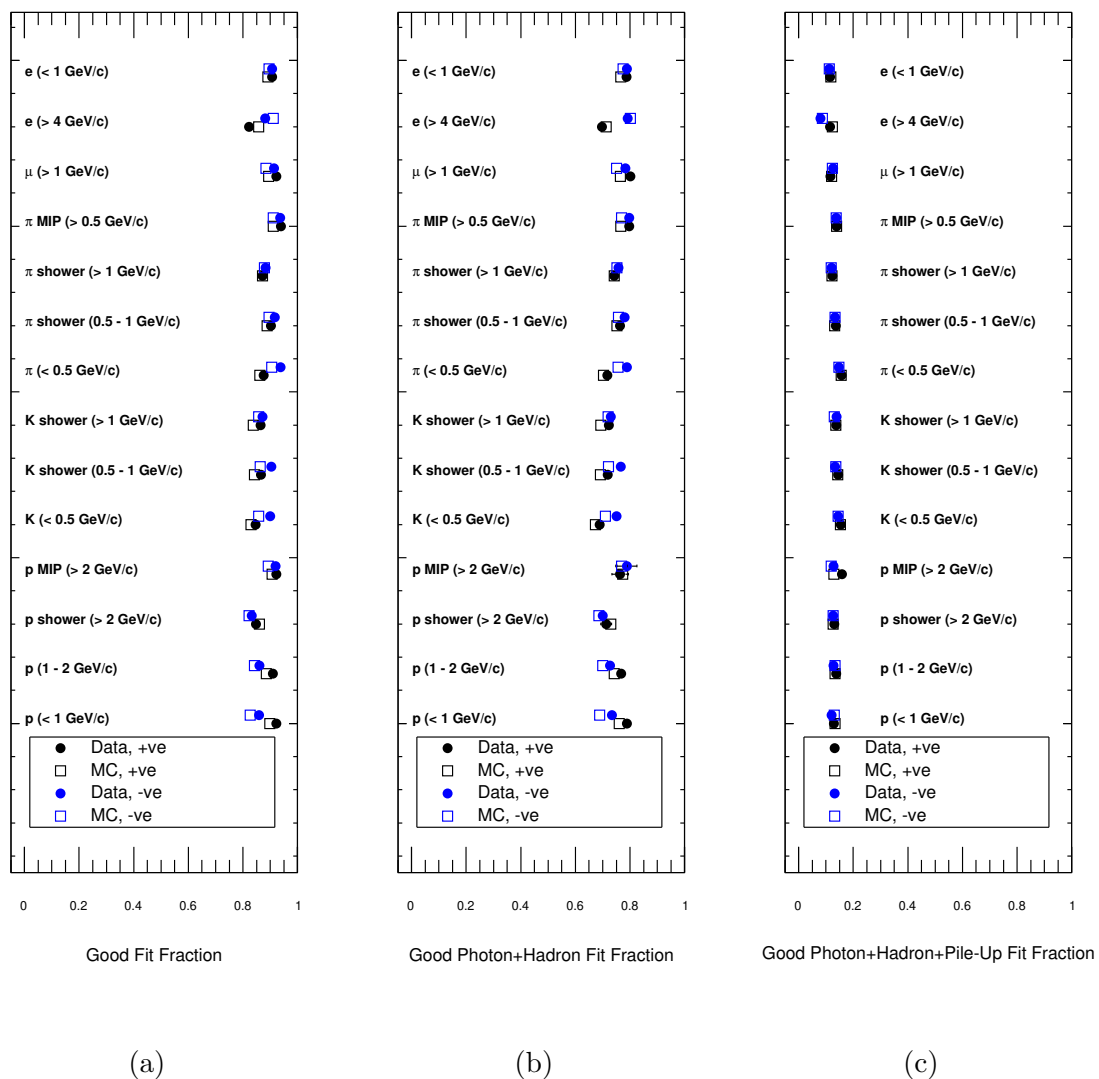 e (< 1 GeV/c)
e (> 4 GeV/c)
μ (> 1 GeV/c)
π MIP (> 0.5 GeV/c)
π shower (> 1 GeV/c)
π shower (0.5 - 1 GeV/c)
π (< 0.5 GeV/c)
K shower (> 1 GeV/c)
K shower (0.5 - 1 GeV/c)
K (< 0.5 GeV/c)
p MIP (> 2 GeV/c)
p shower (> 2 GeV/c)
p (1 - 2 GeV/c)
p (< 1 GeV/c)
Data, +ve
MC, +ve
Data, -ve
MC, -ve
0 0.2 0.4 0.6 0.8 1
Good Fit Fraction
(a)
e (< 1 GeV/c)
e (> 4 GeV/c)
μ (> 1 GeV/c)
π MIP (> 0.5 GeV/c)
π shower (> 1 GeV/c)
π shower (0.5 - 1 GeV/c)
π (< 0.5 GeV/c)
K shower (> 1 GeV/c)
K shower (0.5 - 1 GeV/c)
K (< 0.5 GeV/c)
p MIP (> 2 GeV/c)
p shower (> 2 GeV/c)
p (1 - 2 GeV/c)
p (< 1 GeV/c)
Data, +ve
MC, +ve
Data, -ve
MC, -ve
0 0.2 0.4 0.6 0.8 1
Good Photon+Hadron Fit Fraction
(b)
e (< 1 GeV/c)
e (> 4 GeV/c)
μ (> 1 GeV/c)
π MIP (> 0.5 GeV/c)
π shower (> 1 GeV/c)
π shower (0.5 - 1 GeV/c)
π (< 0.5 GeV/c)
K shower (> 1 GeV/c)
K shower (0.5 - 1 GeV/c)
K (< 0.5 GeV/c)
p MIP (> 2 GeV/c)
p shower (> 2 GeV/c)
p (1 - 2 GeV/c)
p (< 1 GeV/c)
Data, +ve
MC, +ve
Data, -ve
MC, -ve
0 0.2 0.4 0.6 0.8 1
Good Photon+Hadron+Pile-Up Fit Fraction
(c)